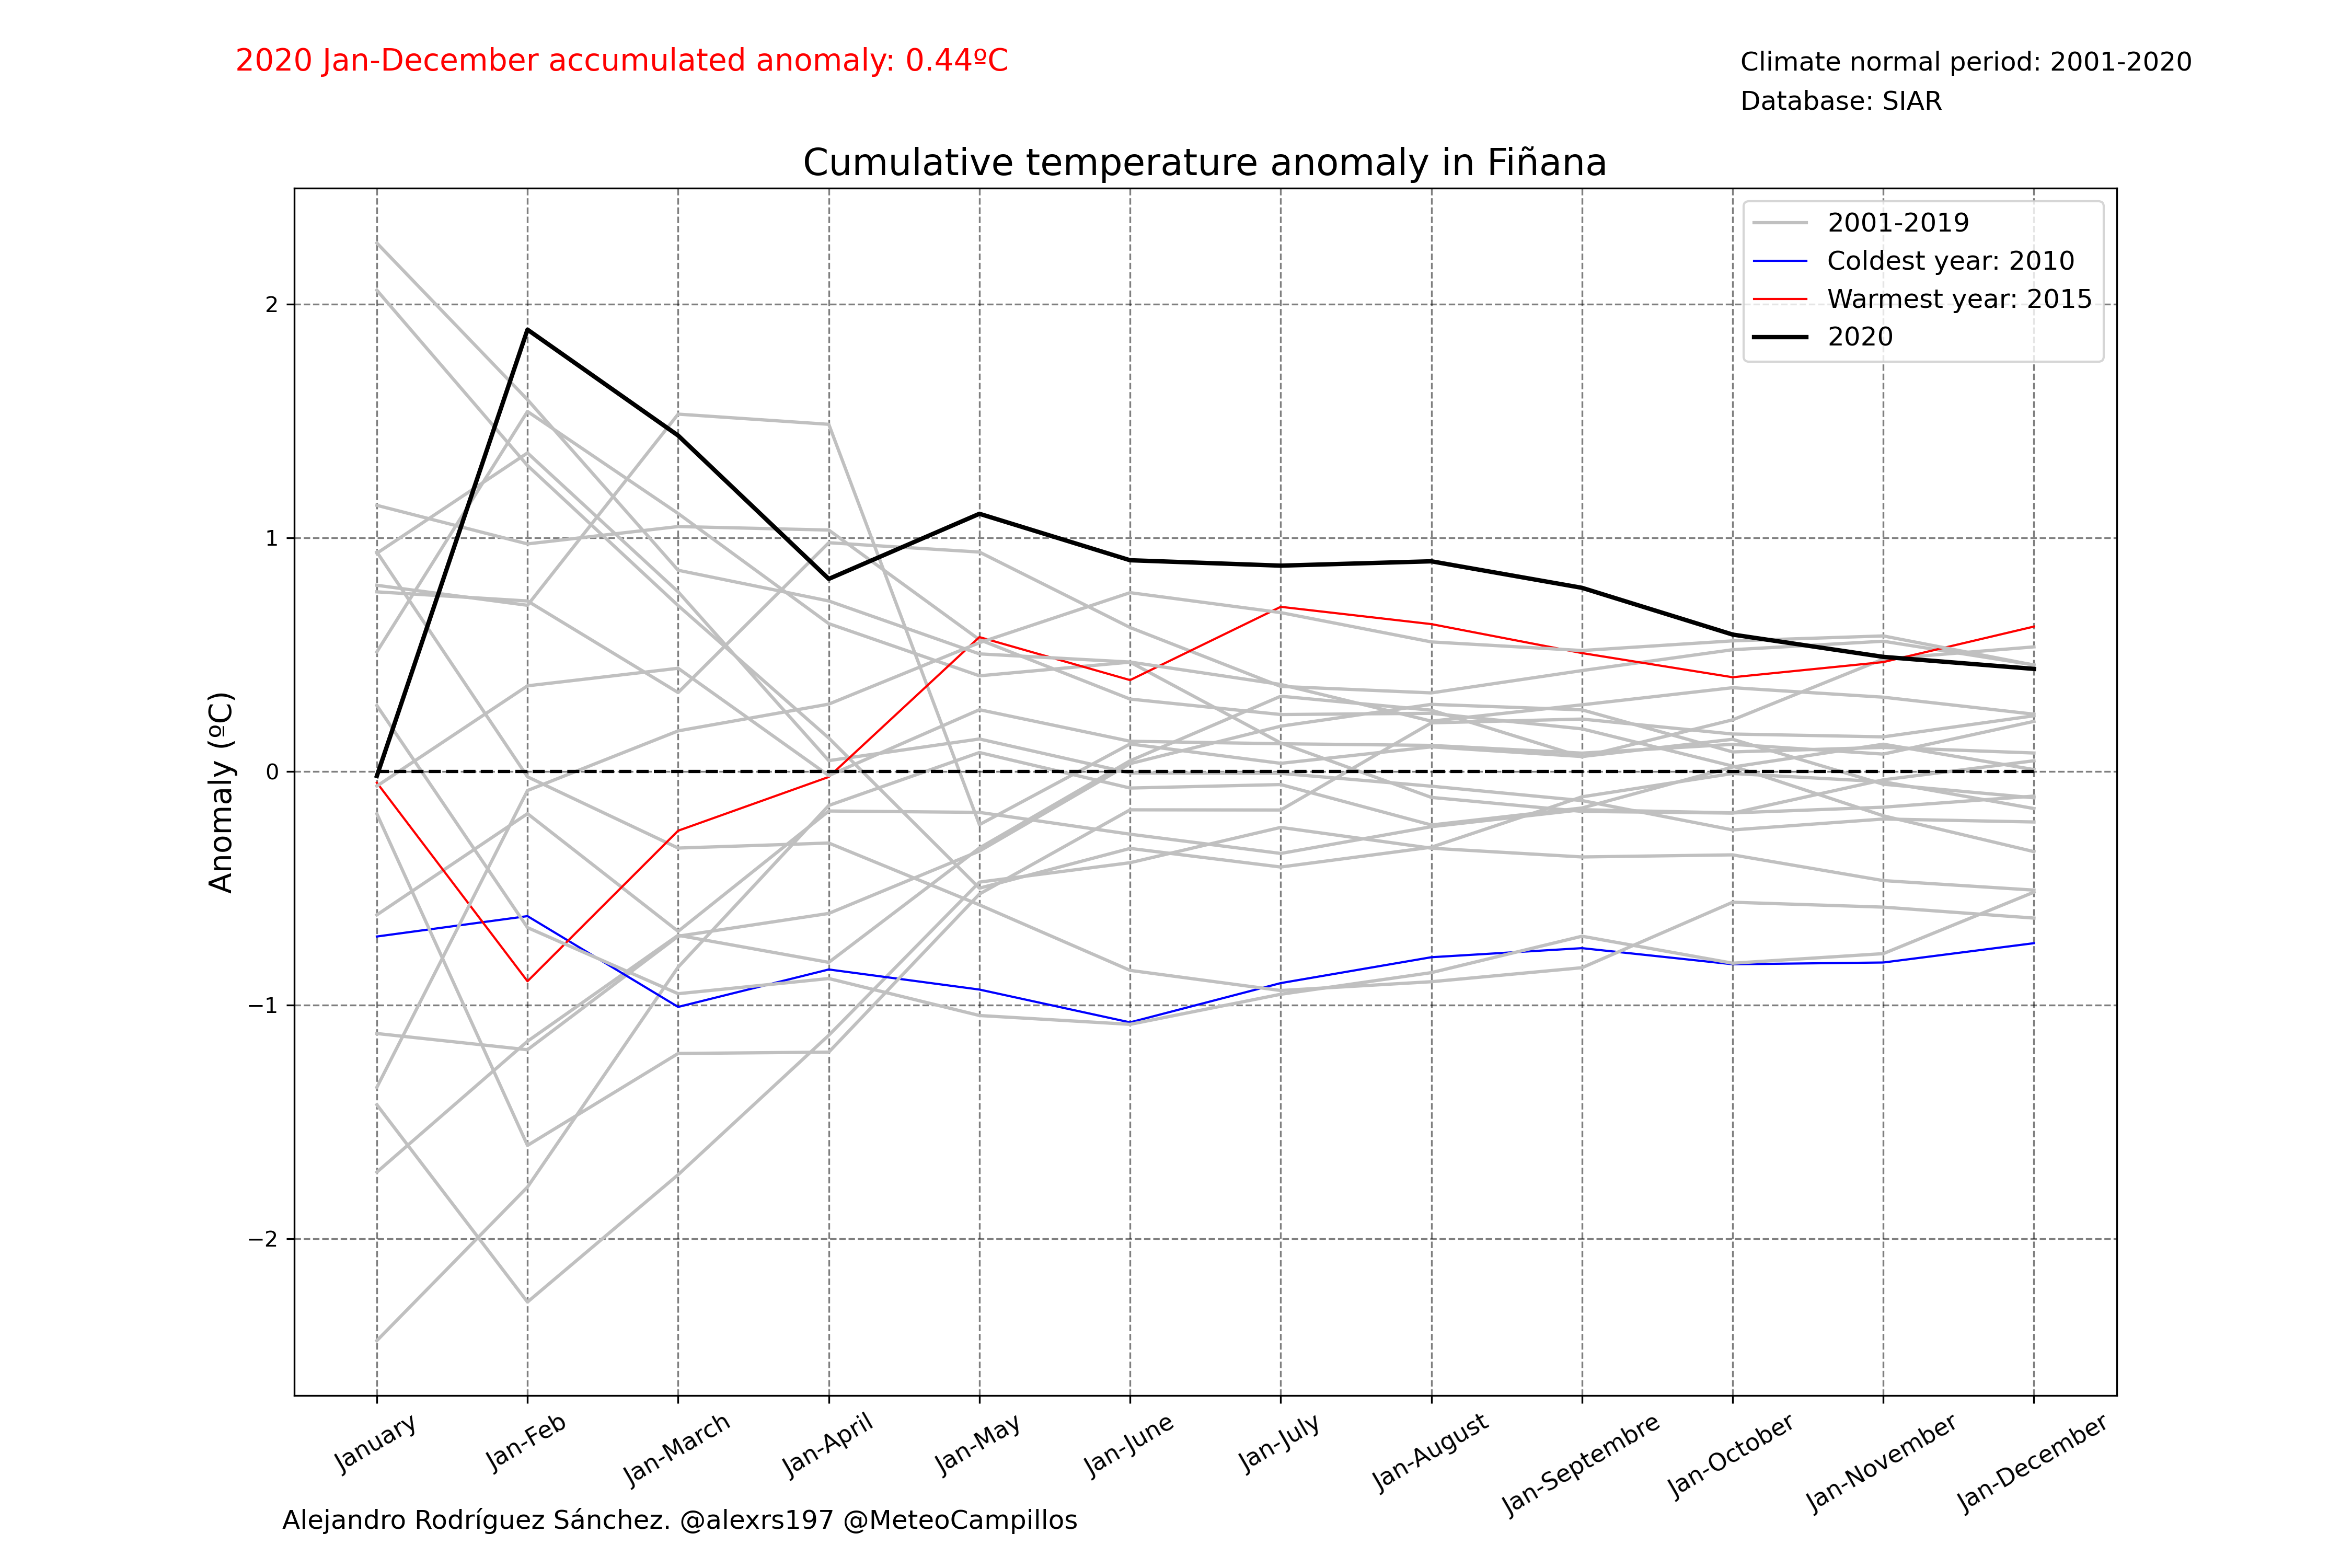 2020 Jan-December accumulated anomaly: 0.44ºC
Climate normal period: 2001-2020
Database: SIAR
Cumulative temperature anomaly in Fiñana
2001-2019
Coldest year: 2010
Warmest year: 2015
2020
Anomaly (ºC)
2
1
0
−1
−2
January
Jan-Feb
Jan-March
Jan-April
Jan-May
Jan-June
Jan-July
Jan-August
Jan-Septembre
Jan-October
Jan-November
Jan-December
Alejandro Rodríguez Sánchez. @alexrs197 @MeteoCampillos